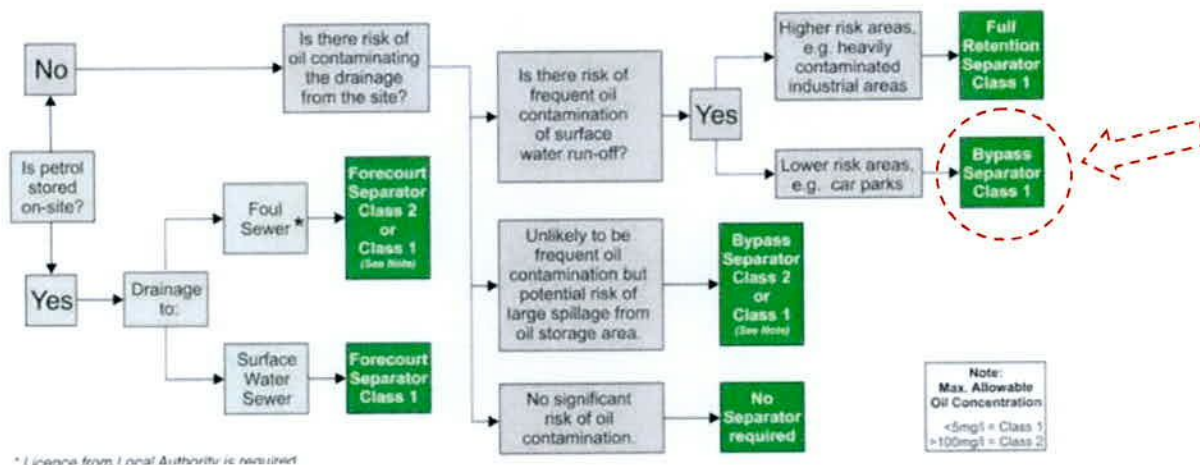 No
Is there risk of
oil contaminating
the drainage
from the site?
Is there risk of
frequent oil
contamination
of surface
water run-off?
Yes
Higher risk areas,
e.g. heavily
contaminated
industrial areas
Full
Retention
Separator
Class 1
Lower risk areas,
e.g. car parks
Bypass
Separator
Class 1
Is petrol
stored
on-site?
Yes
Drainage
to:
Foul
Sewer *
Forecourt
Separator
Class 2
or
Class 1
(See Note)
Surface
Water
Sewer
Forecourt
Separator
Class 1
Unlikely to be
frequent oil
contamination but
potential risk of
large spillage from
oil storage area.
Bypass
Separator
Class 2
or
Class 1
(See Note)
No significant
risk of oil
contamination.
No
Separator
required
Note:
Max. Allowable
Oil Concentration
<5mg/l = Class 1
>100mg/l = Class 2
* Licence from Local Authority is required